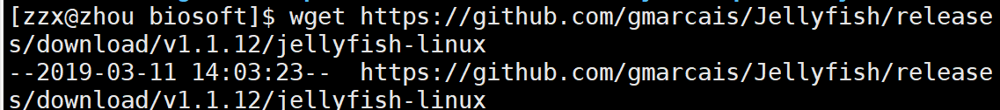 [zzx@zhou biosoft]$ wget https://github.com/gmarcais/Jellyfish/release
s/download/v1.1.12/jellyfish-linux
--2019-03-11 14:03:23--  https://github.com/gmarcais/Jellyfish/release
s/download/v1.1.12/jellyfish-linux